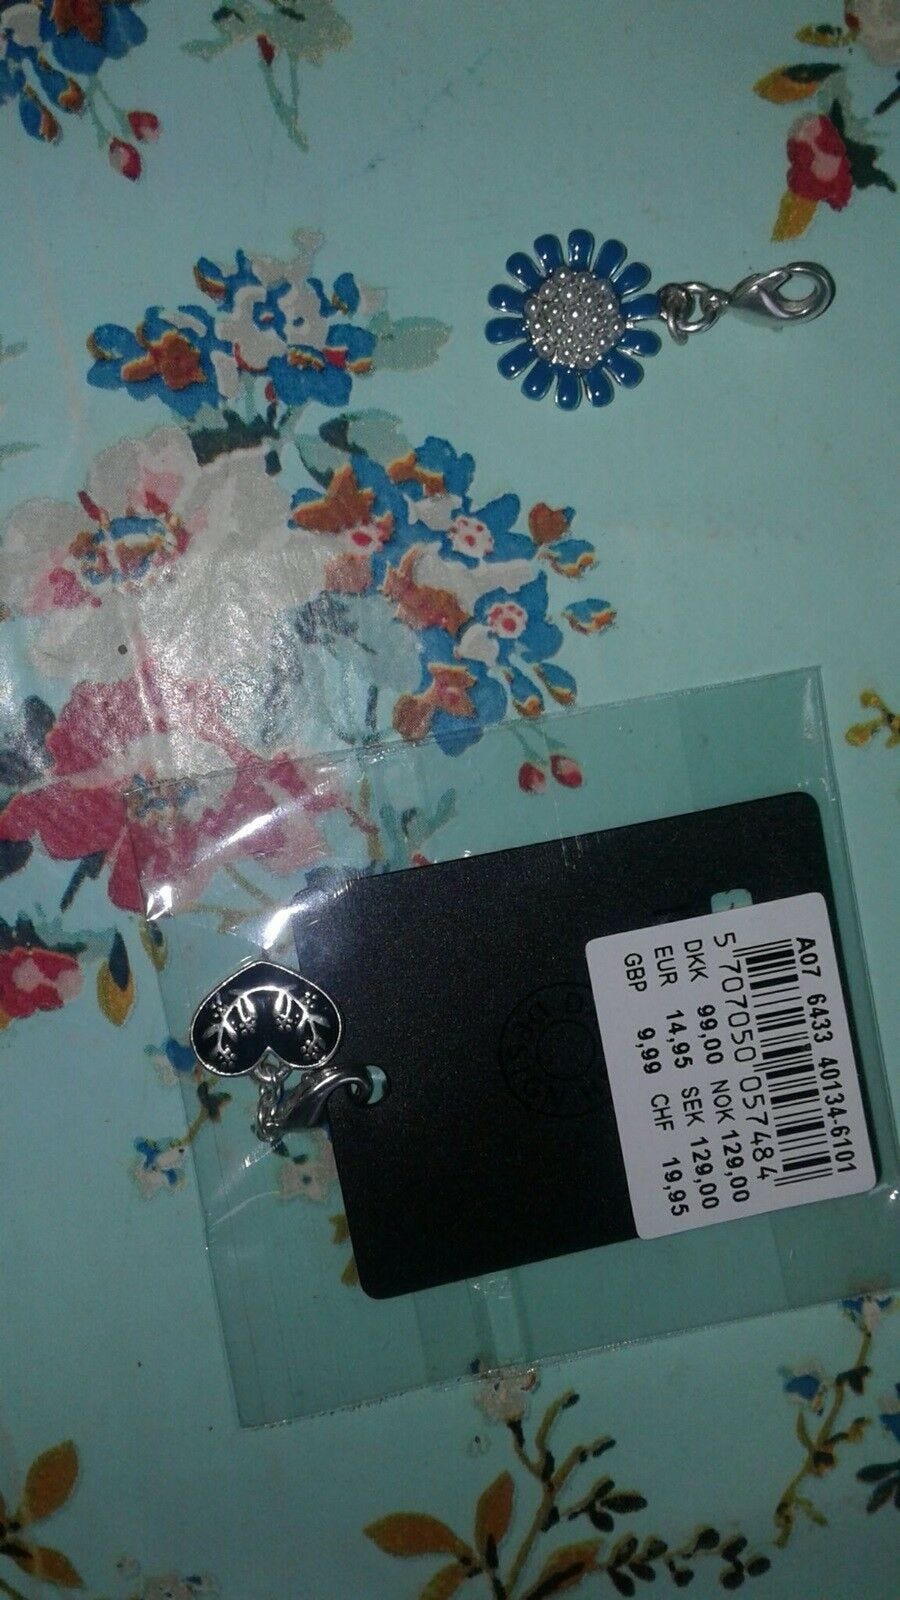 A07 6433 40134-6101
5 707050 057484
DKK 99,00 NOK 129,00
EUR 14,95 SEK 129,00
GBP 9,99 CHF 19,95